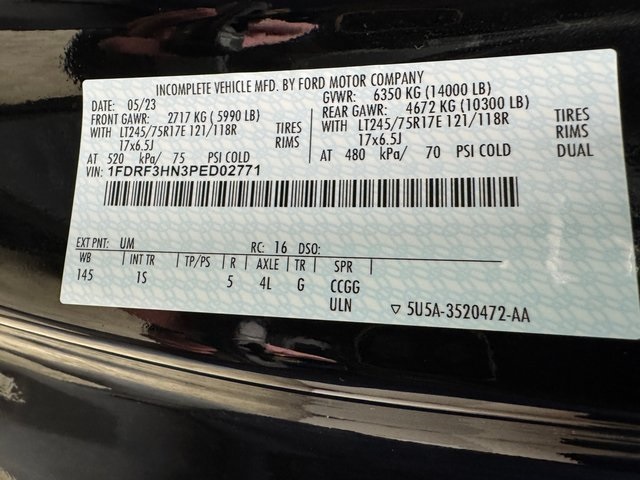 INCOMPLETE VEHICLE MFD. BY FORD MOTOR COMPANY
DATE: 05/23 GVWR: 6350 KG (14000 LB)
FRONT GAWR: 2717 KG ( 5990 LB) REAR GAWR: 4672 KG (10300 LB)
WITH LT245/75R17E 121/118R TIRES WITH LT245/75R17E 121/118R TIRES
17x6.5J RIMS 17x6.5J RIMS
AT 520 kPa/ 75 PSI COLD AT 480 kPa/ 70 PSI COLD DUAL
VIN: 1FDRF3HN3PED02771
EXT PNT: UM RC: 16 DSO:
WB INT TR TP/PS R AXLE TR SPR
145 1S 5 4L G CCGG
ULN ▽ 5U5A-3520472-AA